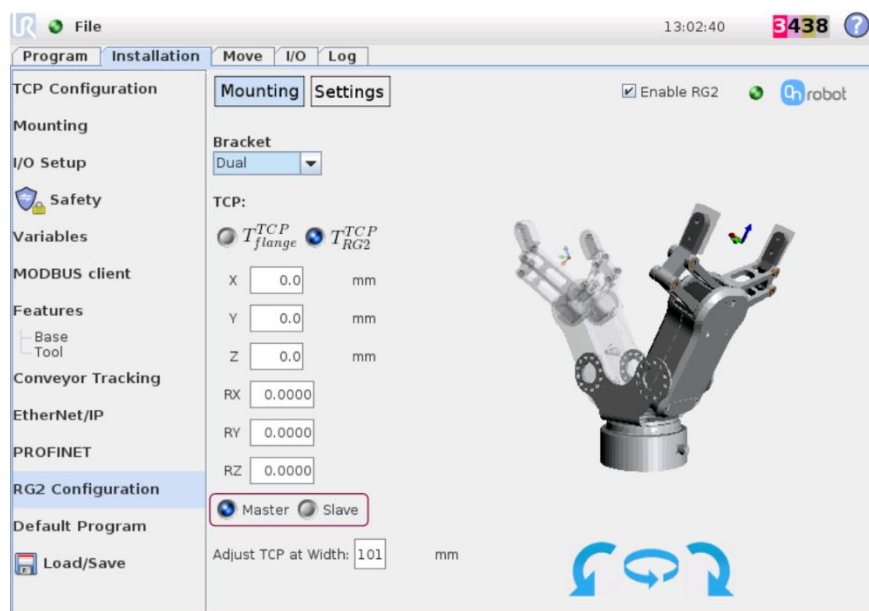 UR File 13:02:40 3438 ?
Program Installation Move I/O Log
TCP Configuration
Mounting
I/O Setup
Safety
Variables
MODBUS client
Features
Base
Tool
Conveyor Tracking
EtherNet/IP
PROFINET
RG2 Configuration
Default Program
Load/Save
Mounting Settings
Enable RG2 On robot
Bracket
Dual
TCP:
T TCP flange T TCP RG2
X 0.0 mm
Y 0.0 mm
Z 0.0 mm
RX 0.0000
RY 0.0000
RZ 0.0000
Master Slave
Adjust TCP at Width: 101 mm